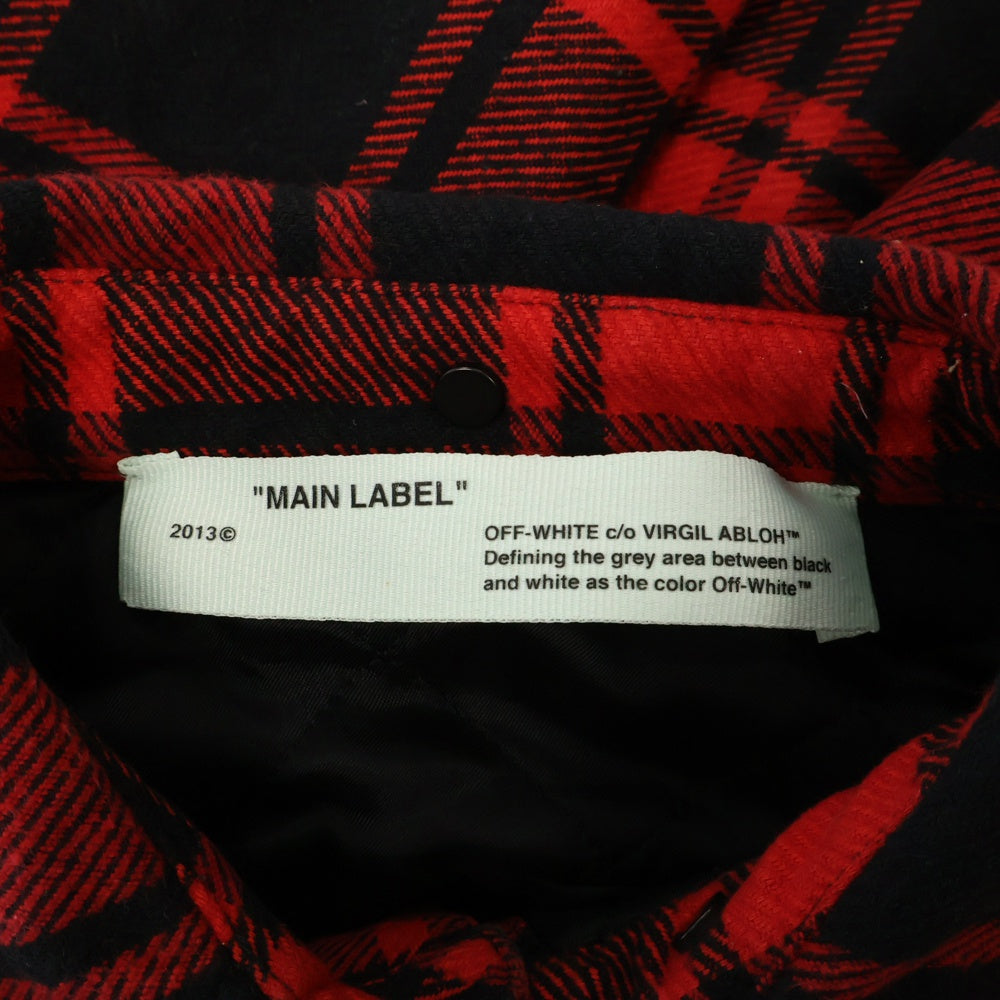 "MAIN LABEL"
2013©
OFF-WHITE c/o VIRGIL ABLOH™
Defining the grey area between black
and white as the color Off-White™